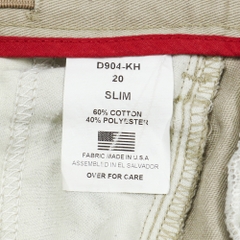 D904-KH
20
SLIM
60% COTTON
40% POLYESTER
FABRIC MADE IN U.S.A
ASSEMBLED IN EL SALVADOR
OVER FOR CARE